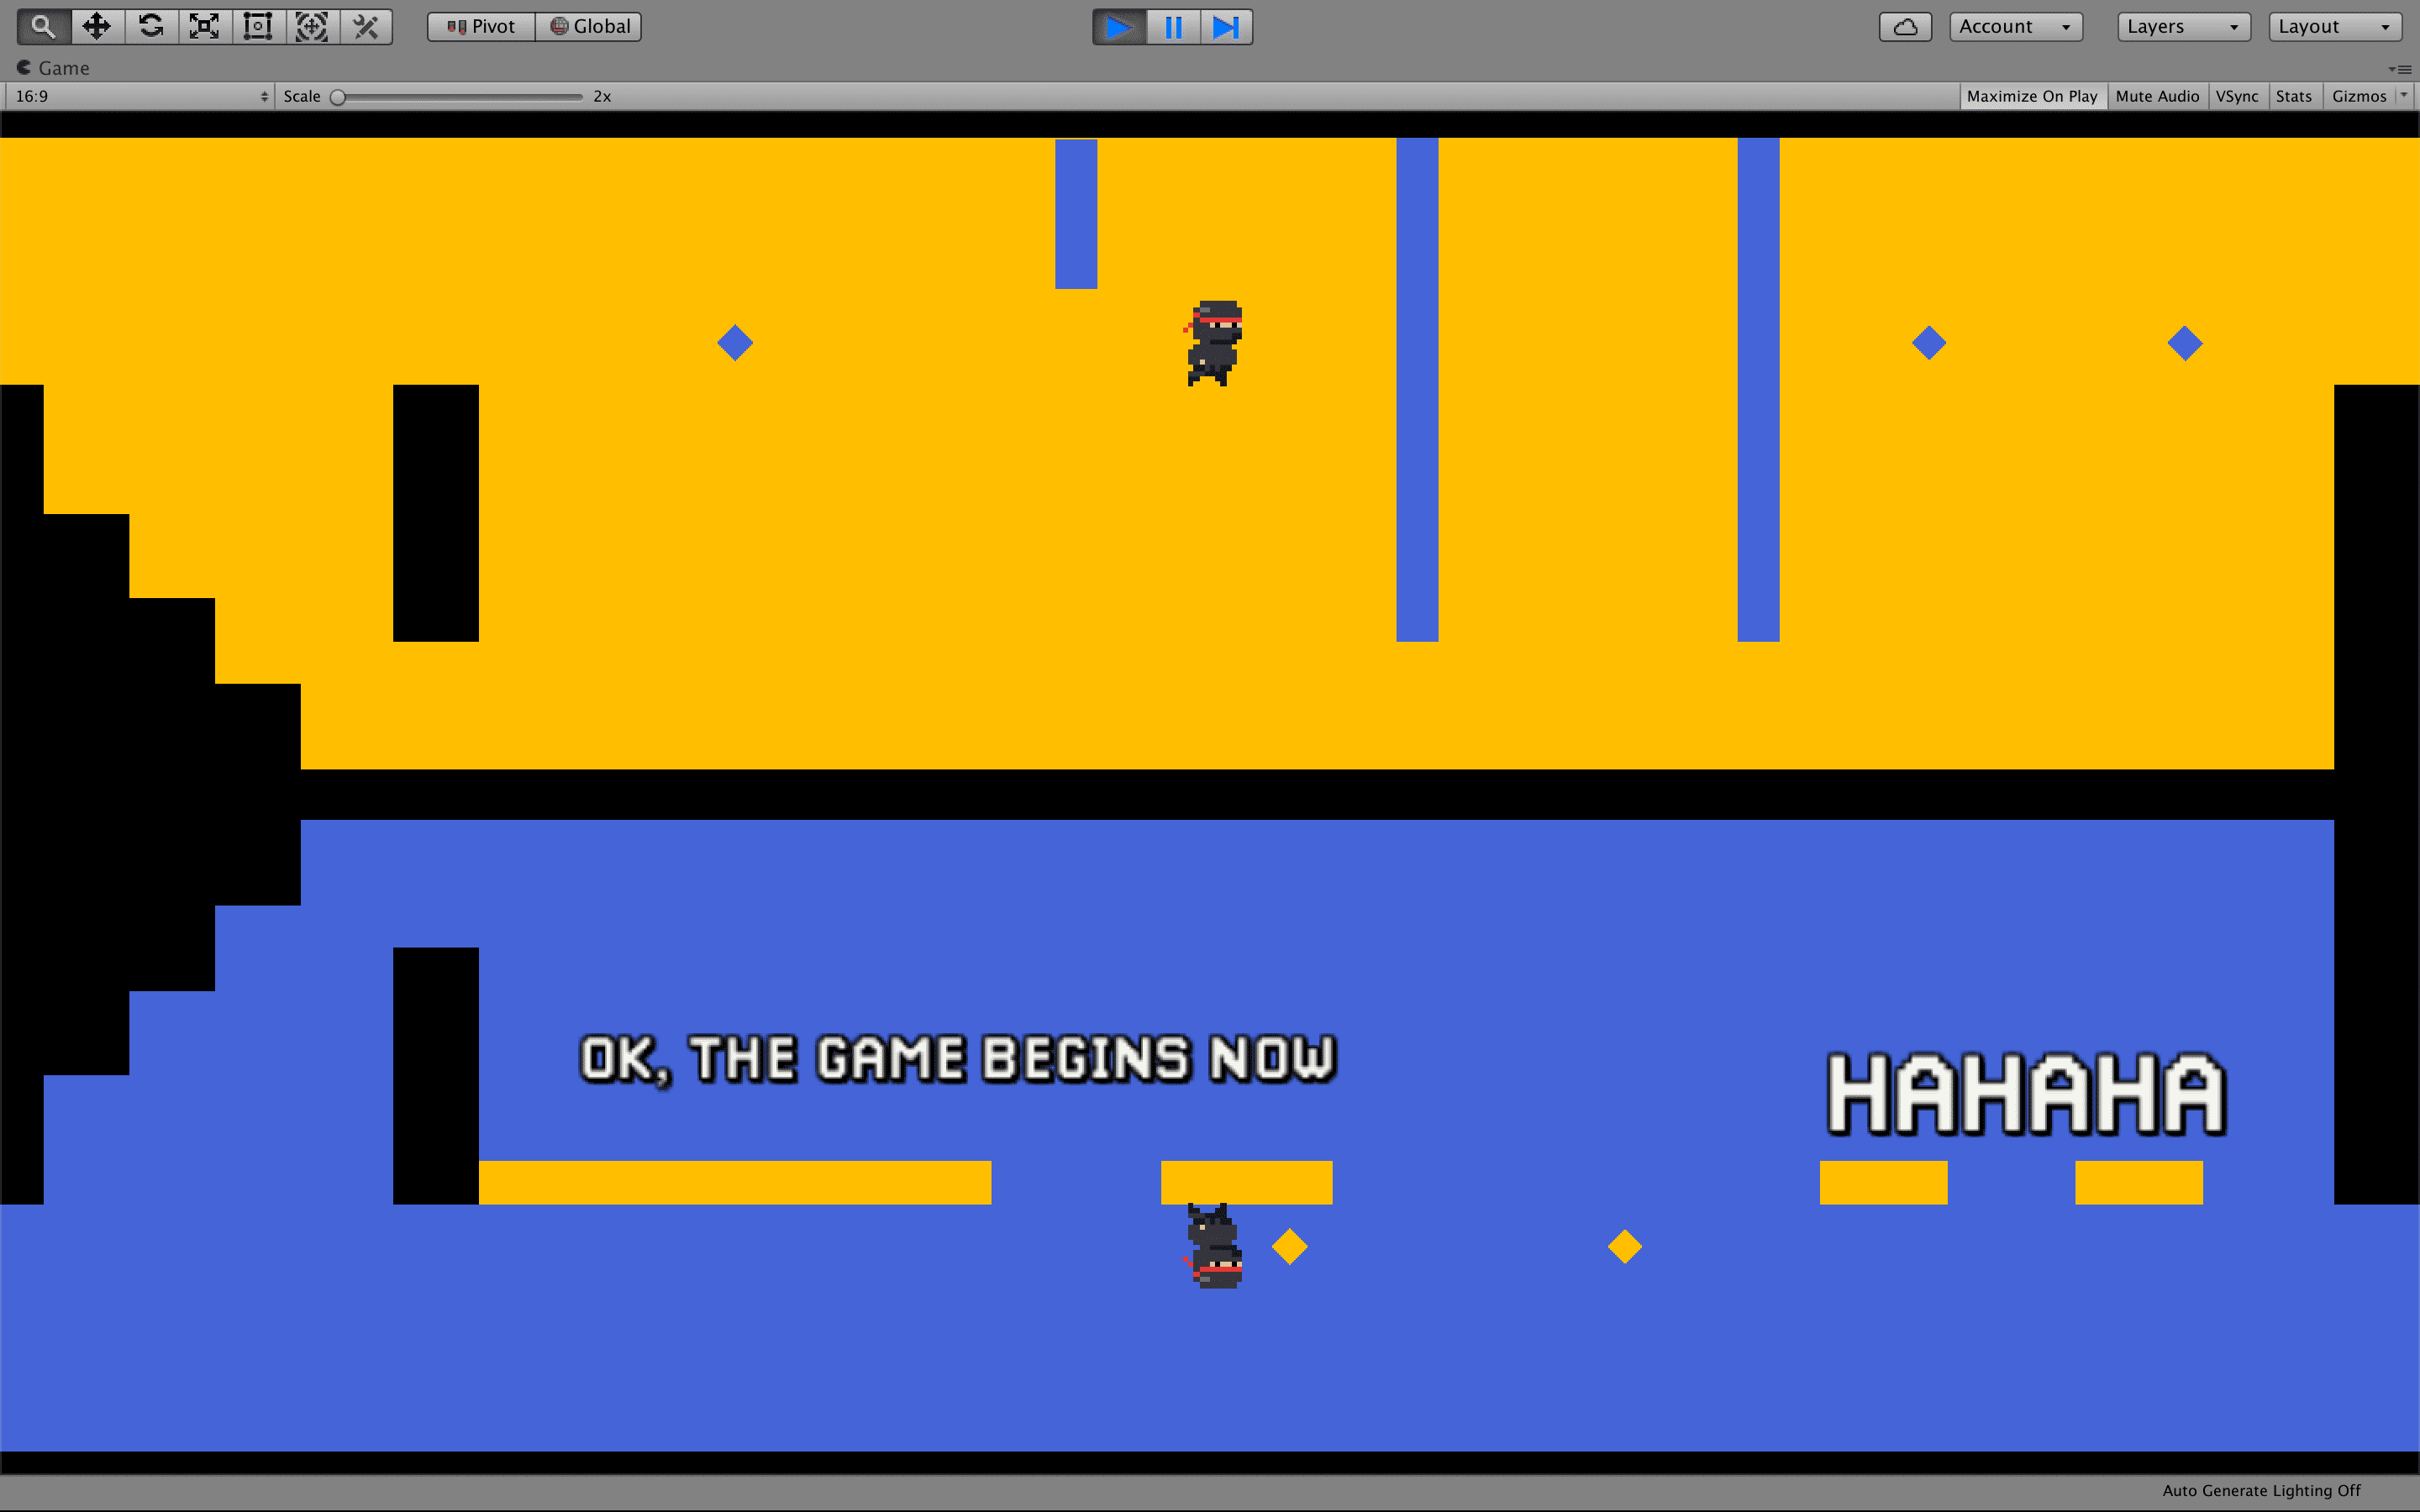 Pivot Global Account Layers Layout
Game
16:9 Scale 2x Maximize On Play Mute Audio VSync Stats Gizmos
OK, THE GAME BEGINS NOW
HAHAHA
Auto Generate Lighting Off